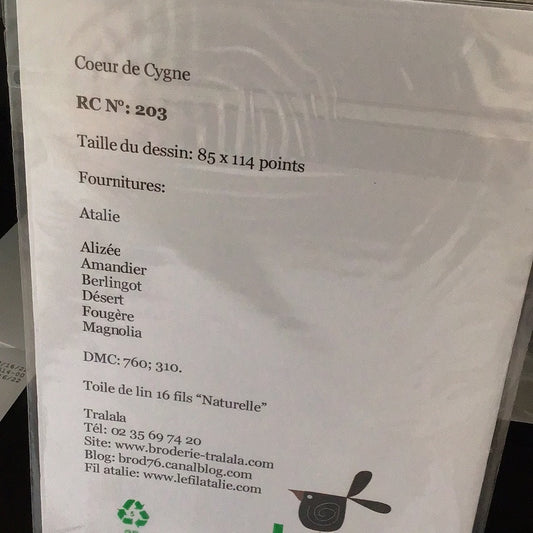 Coeur de Cygne
RC N°: 203
Taille du dessin: 85 x 114 points
Fournitures:
Atalie
Alizée
Amandier
Berlingot
Désert
Fougère
Magnolia
DMC: 760; 310.
Toile de lin 16 fils “Naturelle”
Tralala
Tél: 02 35 69 74 20
Site: www.broderie-tralala.com
Blog: brod76.canalblog.com
Fil atalie: www.lefilatalie.com